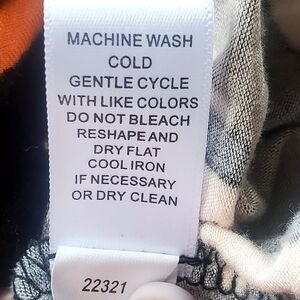 MACHINE WASH
COLD
GENTLE CYCLE
WITH LIKE COLORS
DO NOT BLEACH
RESHAPE AND
DRY FLAT
COOL IRON
IF NECESSARY
OR DRY CLEAN
22321